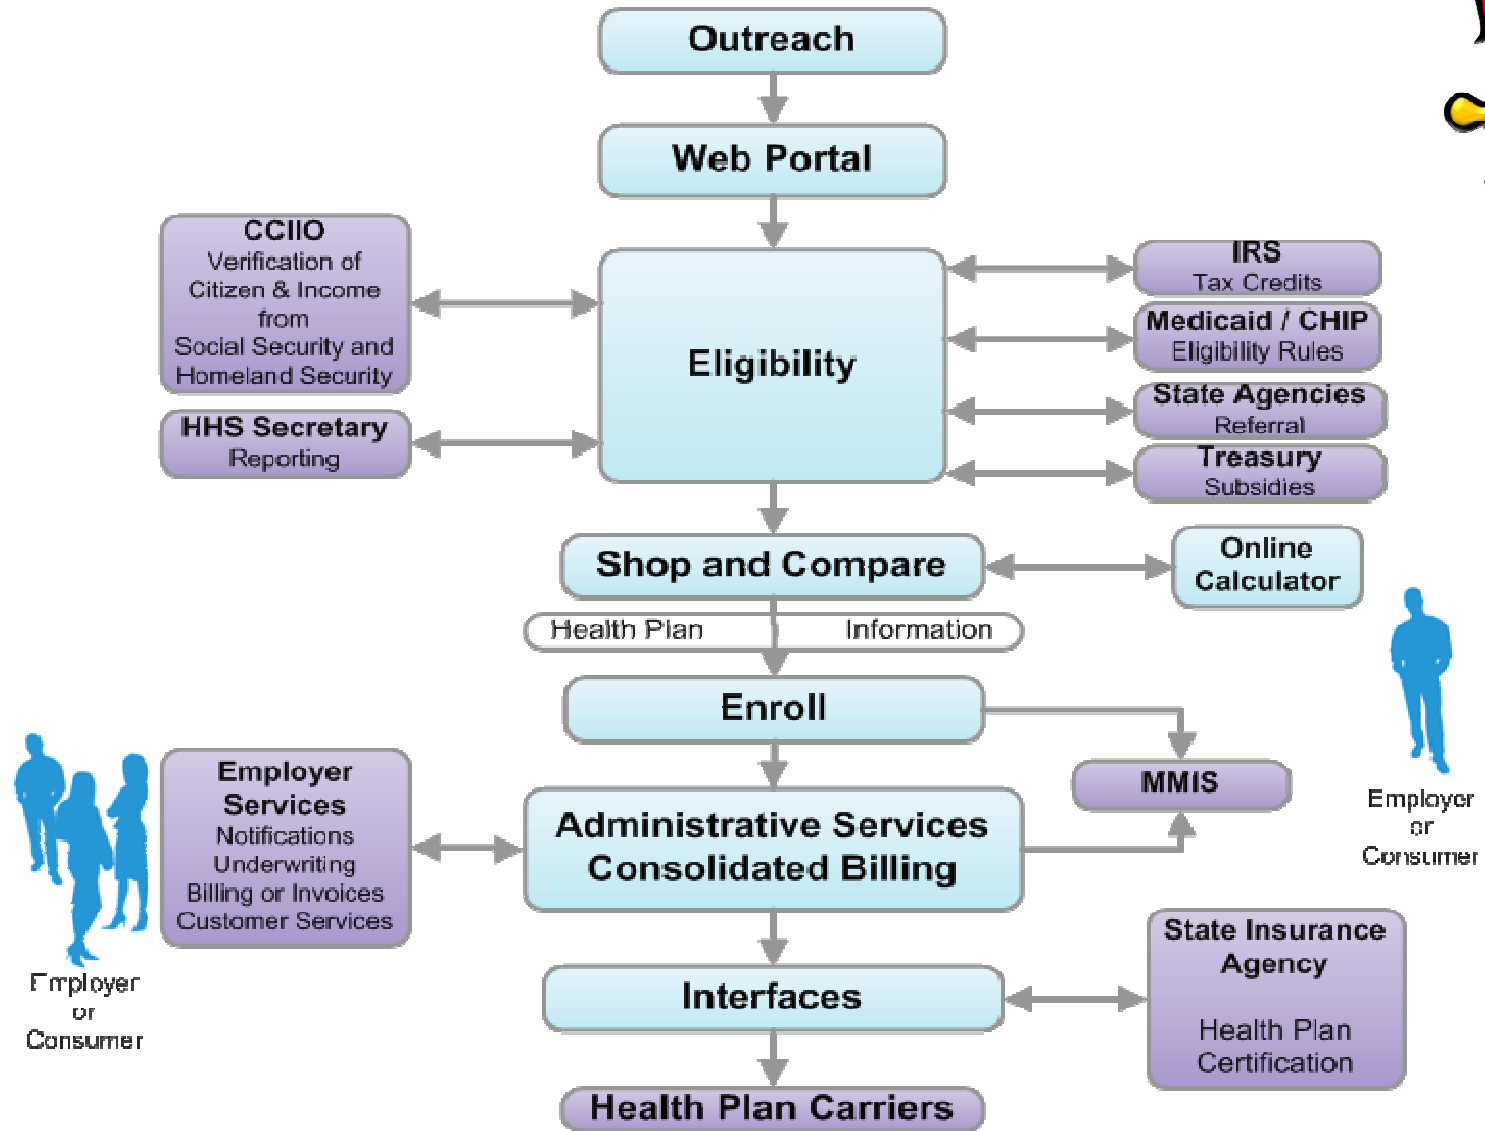 Outreach
Web Portal
CCIIO
Verification of
Citizen & Income
from
Social Security and
Homeland Security
HHS Secretary
Reporting
Eligibility
IRS
Tax Credits
Medicaid / CHIP
Eligibility Rules
State Agencies
Referral
Treasury
Subsidies
Shop and Compare
Online
Calculator
Health Plan Information
Enroll
MMIS
Employer
or
Consumer
Employer
Services
Notifications
Underwriting
Billing or Invoices
Customer Services
Employer
or
Consumer
Administrative Services
Consolidated Billing
Interfaces
State Insurance
Agency
Health Plan
Certification
Health Plan Carriers